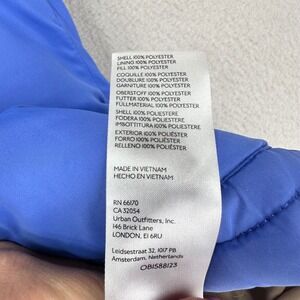 SHELL 100% POLYESTER
LINING 100% POLYESTER
FILL 100% POLYESTER
COQUILLE 100% POLYESTER
DOUBLURE 100% POLYESTER
GARNITURE 100% POLYESTER
OBERSTOFF 100% POLYESTER
FUTTER 100% POLYESTER
FULLMATERIAL 100% POLYESTER
SHELL 100% POLIESTERE
FODERA 100% POLIESTERE
IMBOTTITURA 100% POLIESTERE
EXTERIOR 100% POLIÉSTER
FORRO 100% POLIÉSTER
RELLENO 100% POLIÉSTER
MADE IN VIETNAM
HECHO EN VIETNAM
RN 66170
CA 32054
Urban Outfitters, Inc.
146 Brick Lane
LONDON, E1 6RU
Leidsestraat 32, 1017 PB
Amsterdam, Netherlands
OB1588123